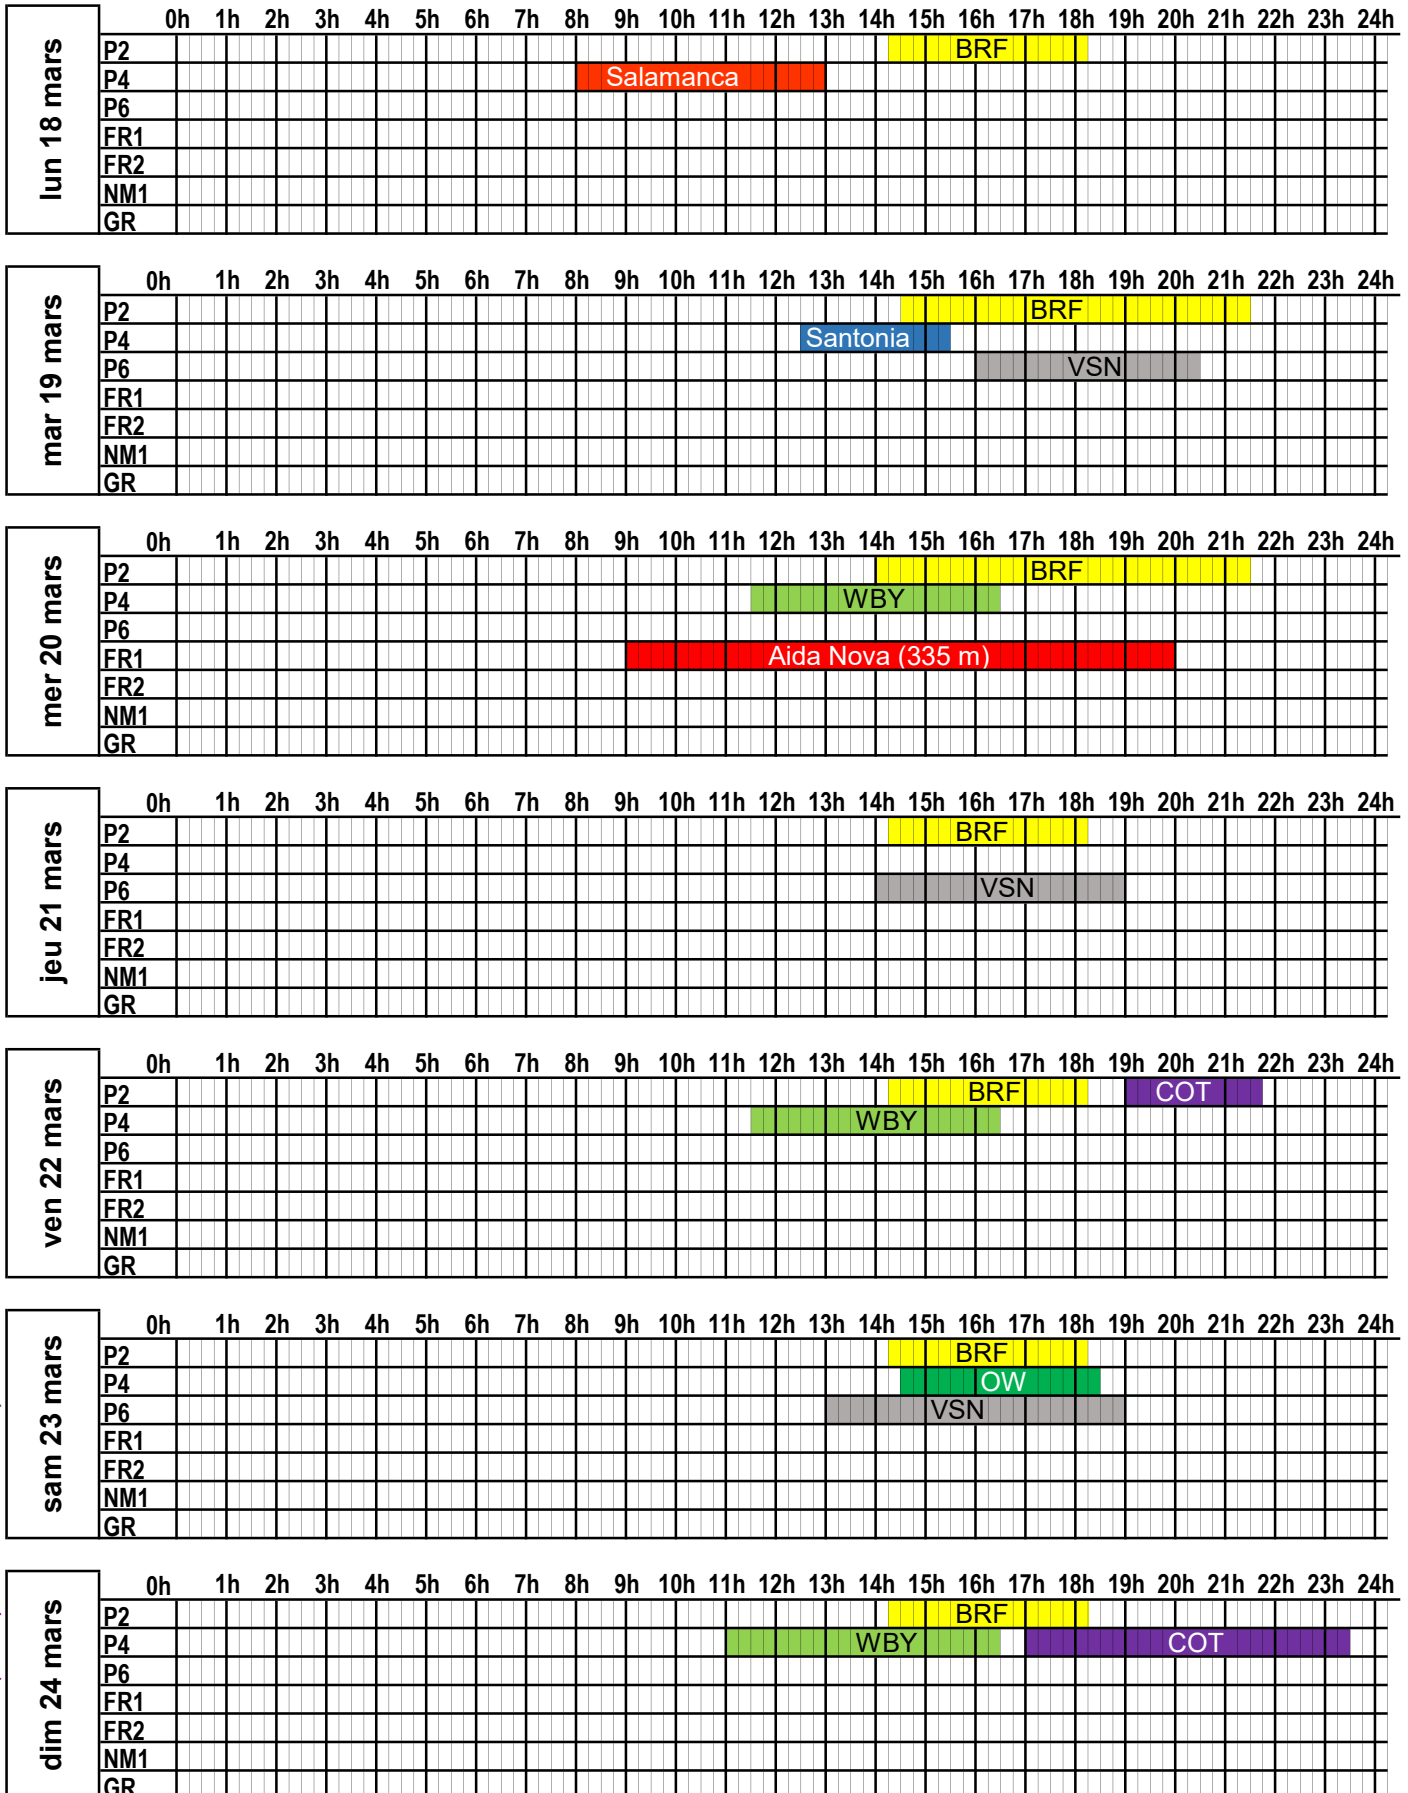 0h 1h 2h 3h 4h 5h 6h 7h 8h 9h 10h 11h 12h 13h 14h 15h 16h 17h 18h 19h 20h 21h 22h 23h 24h
lun 18 mars
P2 BRF
P4 Salamanca
P6
FR1
FR2
NM1
GR
0h 1h 2h 3h 4h 5h 6h 7h 8h 9h 10h 11h 12h 13h 14h 15h 16h 17h 18h 19h 20h 21h 22h 23h 24h
mar 19 mars
P2 BRF
P4 Santonia
P6 VSN
FR1
FR2
NM1
GR
0h 1h 2h 3h 4h 5h 6h 7h 8h 9h 10h 11h 12h 13h 14h 15h 16h 17h 18h 19h 20h 21h 22h 23h 24h
mer 20 mars
P2 BRF
P4 WBY
P6
FR1 Aida Nova (335 m)
FR2
NM1
GR
0h 1h 2h 3h 4h 5h 6h 7h 8h 9h 10h 11h 12h 13h 14h 15h 16h 17h 18h 19h 20h 21h 22h 23h 24h
jeu 21 mars
P2 BRF
P4
P6 VSN
FR1
FR2
NM1
GR
0h 1h 2h 3h 4h 5h 6h 7h 8h 9h 10h 11h 12h 13h 14h 15h 16h 17h 18h 19h 20h 21h 22h 23h 24h
ven 22 mars
P2 BRF COT
P4 WBY
P6
FR1
FR2
NM1
GR
0h 1h 2h 3h 4h 5h 6h 7h 8h 9h 10h 11h 12h 13h 14h 15h 16h 17h 18h 19h 20h 21h 22h 23h 24h
sam 23 mars
P2 BRF
P4 OW
P6 VSN
FR1
FR2
NM1
GR
0h 1h 2h 3h 4h 5h 6h 7h 8h 9h 10h 11h 12h 13h 14h 15h 16h 17h 18h 19h 20h 21h 22h 23h 24h
dim 24 mars
P2 BRF
P4 WBY COT
P6
FR1
FR2
NM1
GR